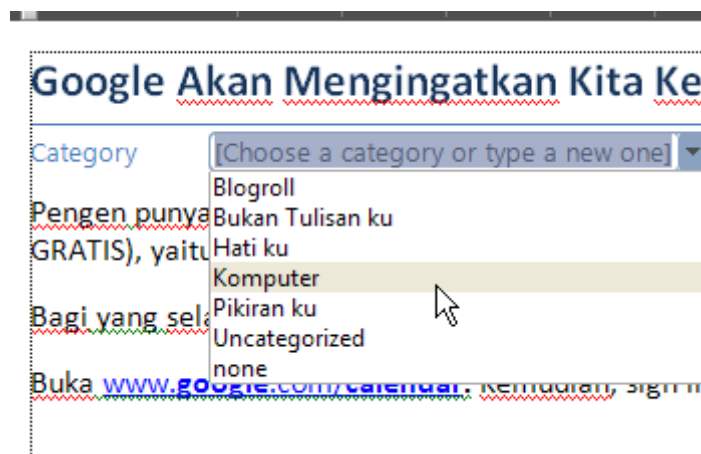 Google Akan Mengingatkan Kita Ke
Category [Choose a category or type a new one]
Blogroll
Pengen punya Bukan Tulisan ku
GRATIS), yaitu Hati ku
Komputer
Bagi yang sela Pikiran ku
Uncategorized
none
Buka www.google.com/calendar. Kemudian, sign in